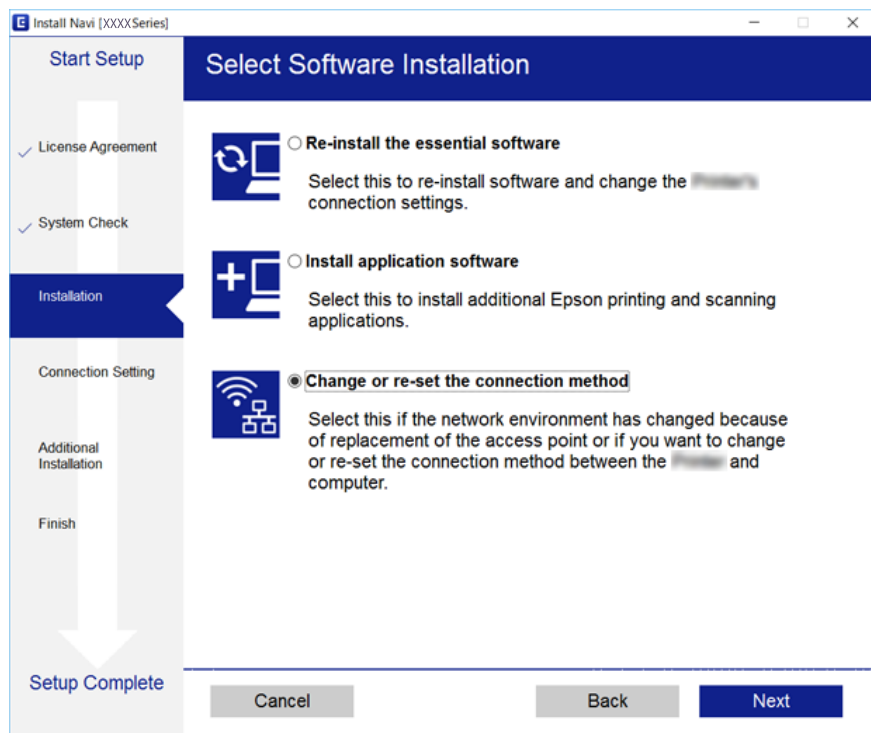 E Install Navi [XXXX Series]
Start Setup
License Agreement
System Check
Installation
Connection Setting
Additional
Installation
Finish
Setup Complete
Select Software Installation
Re-install the essential software
Select this to re-install software and change the
connection settings.
Install application software
Select this to install additional Epson printing and scanning
applications.
Change or re-set the connection method
Select this if the network environment has changed because
of replacement of the access point or if you want to change
or re-set the connection method between the and
computer.
Cancel
Back
Next